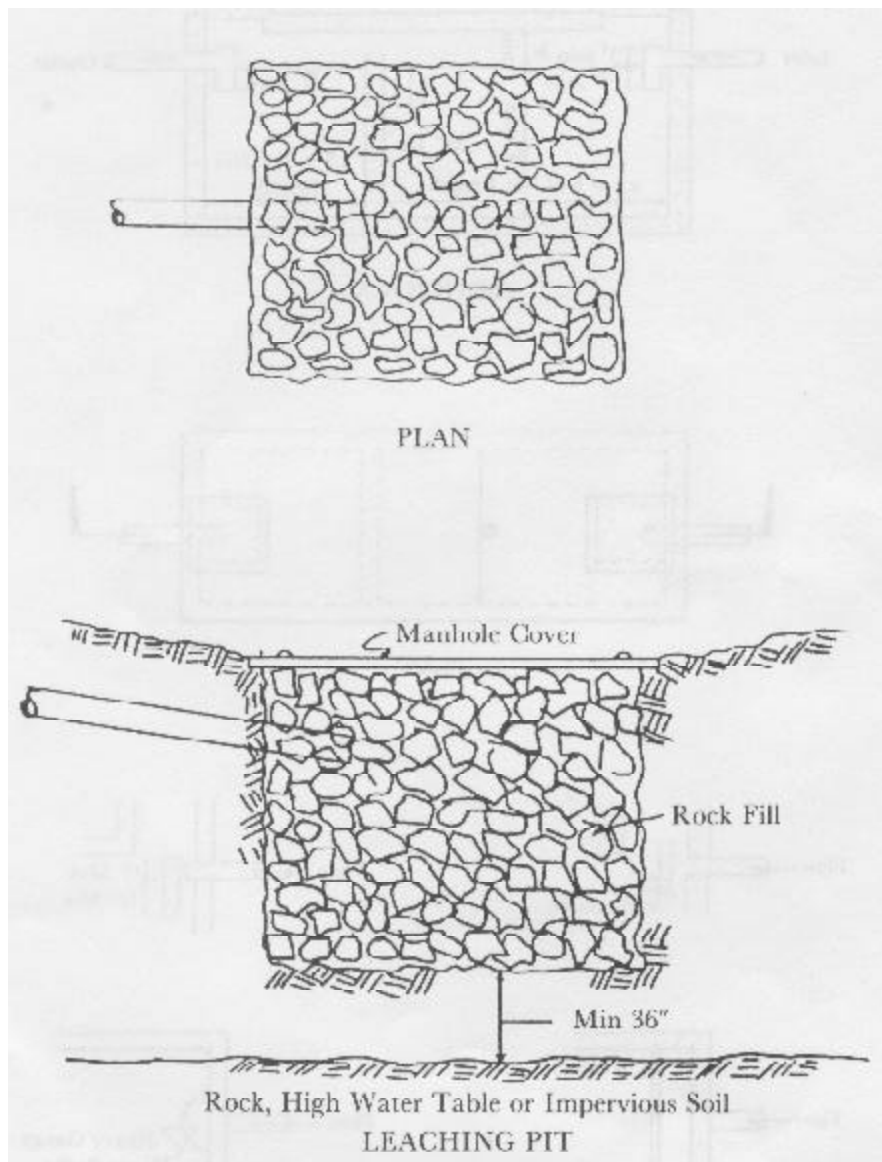 PLAN
Manhole Cover
Rock Fill
Min 36"
Rock, High Water Table or Impervious Soil
LEACHING PIT